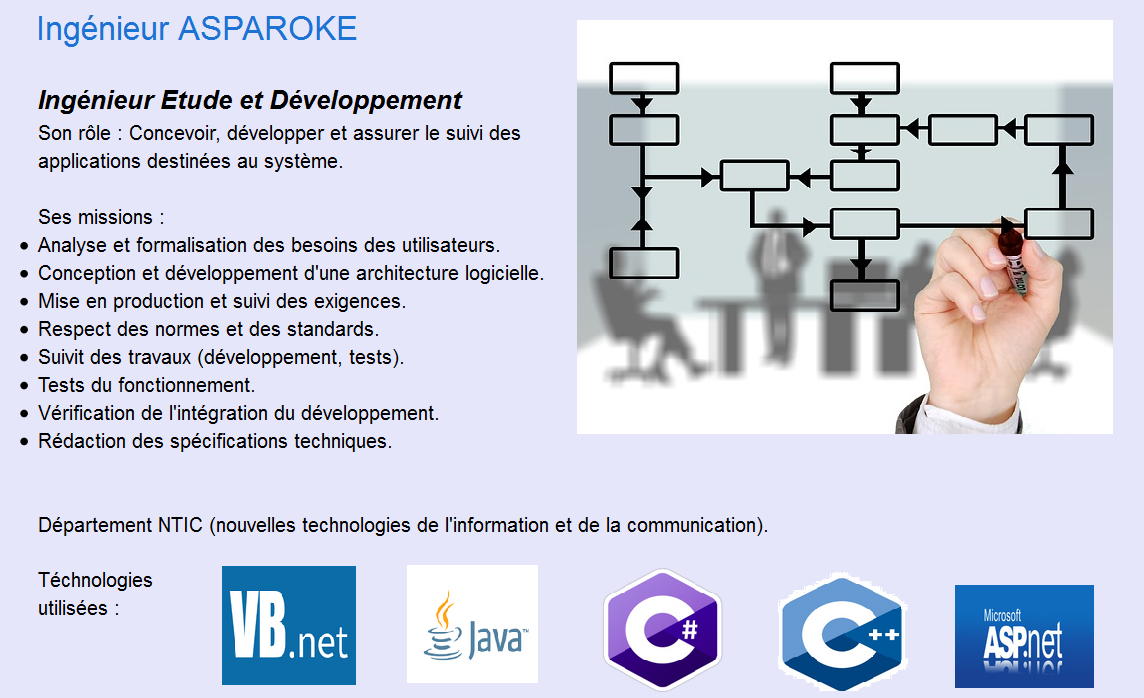 Ingénieur ASPAROKE
Ingénieur Etude et Développement
Son rôle : Concevoir, développer et assurer le suivi des
applications destinées au système.
Ses missions :
Analyse et formalisation des besoins des utilisateurs.
Conception et développement d'une architecture logicielle.
Mise en production et suivi des exigences.
Respect des normes et des standards.
Suivit des travaux (développement, tests).
Tests du fonctionnement.
Vérification de l'intégration du développement.
Rédaction des spécifications techniques.
Département NTIC (nouvelles technologies de l'information et de la communication).
Téchnologies
utilisées :
VB.net
Java™
C#
C++
Microsoft
ASP.net